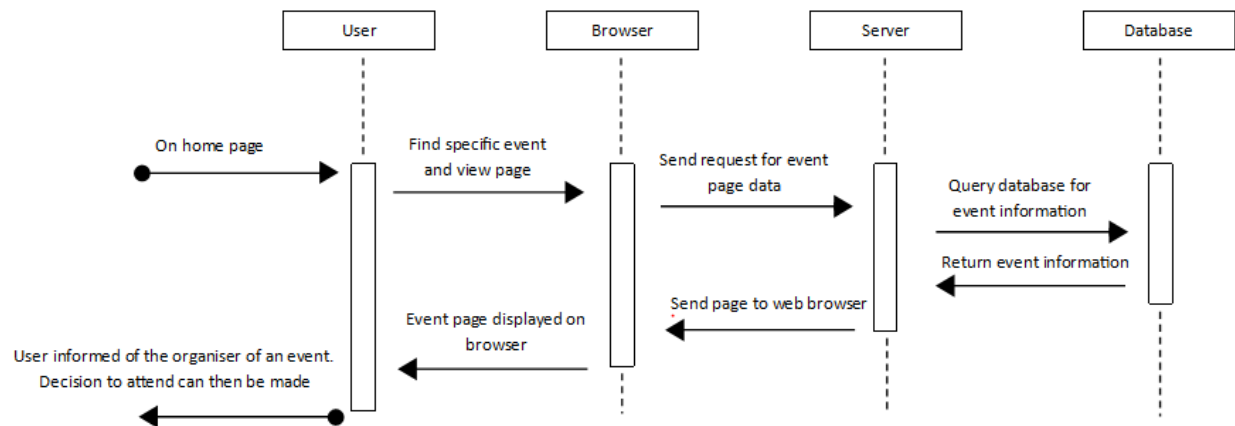 User
Browser
Server
Database
On home page
Find specific event
and view page
Send request for event
page data
Query database for
event information
Return event information
Send page to web browser
Event page displayed on
browser
User informed of the organiser of an event.
Decision to attend can then be made